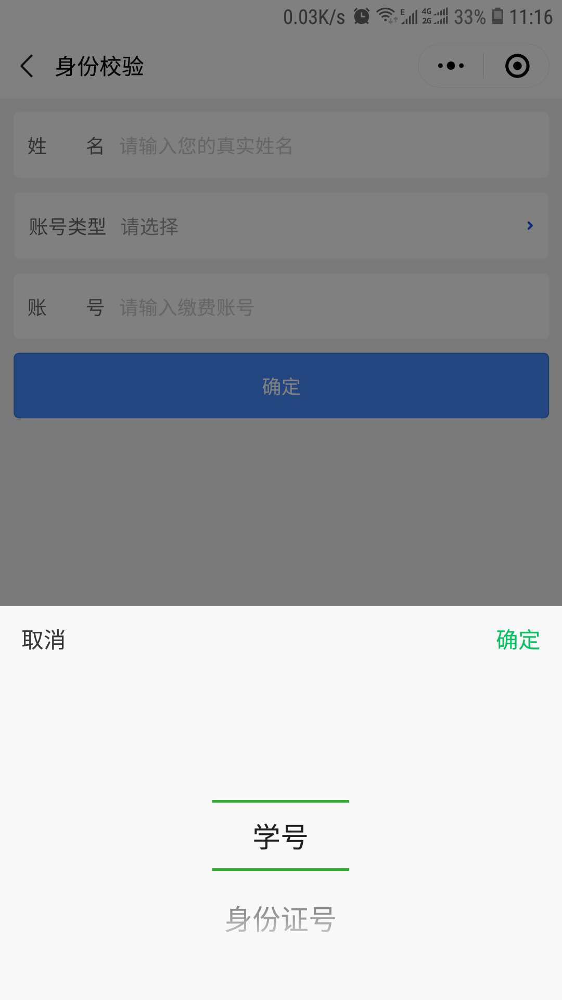 0.03K/s E 4G 2G 33% 11:16
身份校验
姓 名 请输入您的真实姓名
账号类型 请选择
账 号 请输入缴费账号
确定
取消 确定
学号
身份证号